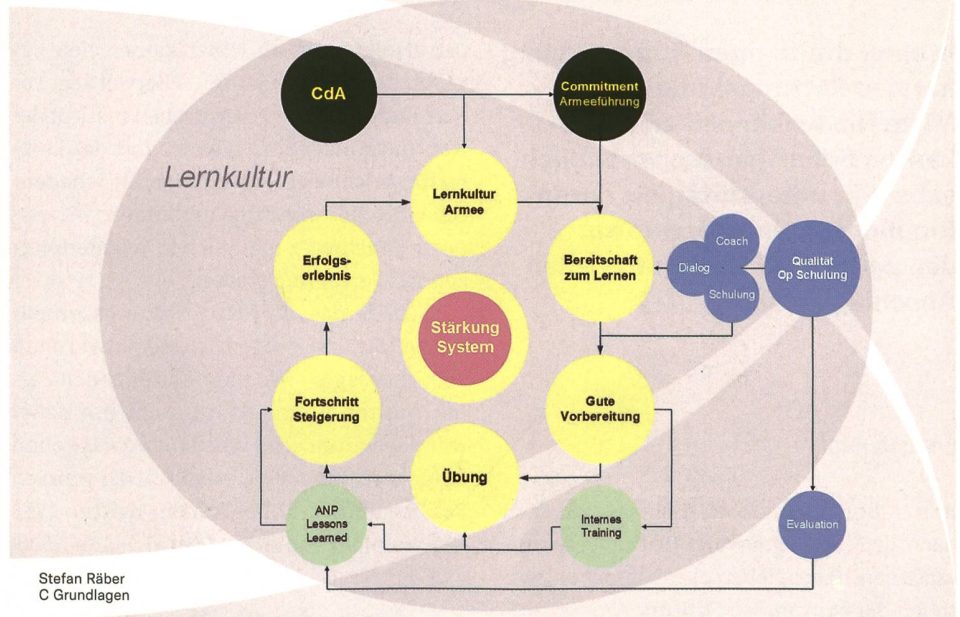 CdA
Commitment
Armeeführung
Lernkultur
Lernkultur
Armee
Erfolgs-
erlebnis
Bereitschaft
zum Lernen
Coach
Dialog
Schulung
Qualität
Op Schulung
Stärkung
System
Fortschritt
Steigerung
Gute
Vorbereitung
Übung
ANP
Lessons
Learned
Internes
Training
Evaluation
Stefan Räber
C Grundlagen